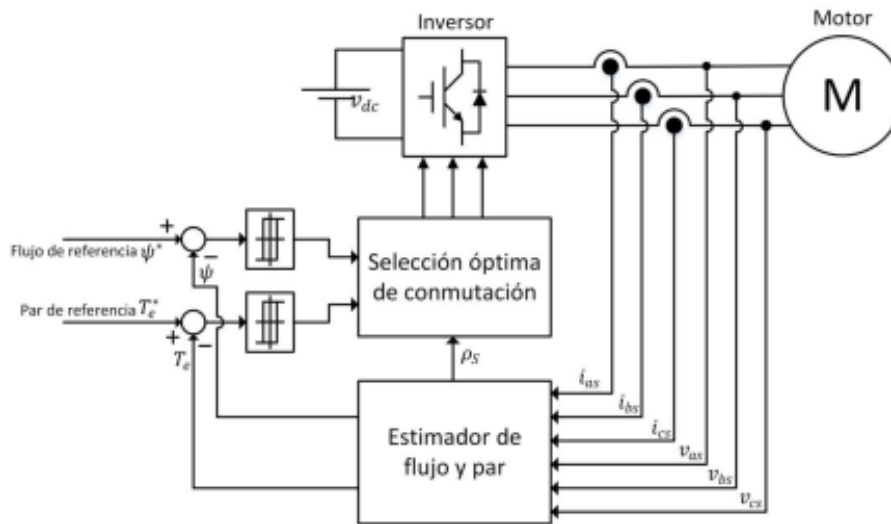 Inversor
Motor
v_dc
M
Flujo de referencia ψ*
ψ
Selección óptima
de conmutación
Par de referencia T_e*
T_e
ρ_S
i_as
i_bs
i_cs
v_as
v_bs
v_cs
Estimador de
flujo y par